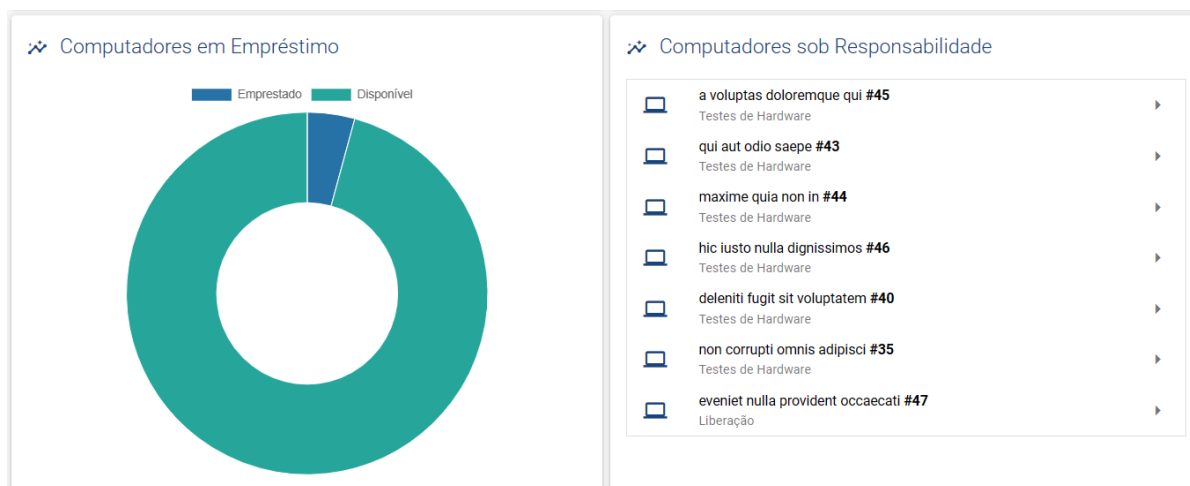 Computadores em Empréstimo
Emprestado Disponível
Computadores sob Responsabilidade
a voluptas doloremque qui #45
Testes de Hardware
qui aut odio saepe #43
Testes de Hardware
maxime quia non in #44
Testes de Hardware
hic iusto nulla dignissimos #46
Testes de Hardware
deleniti fugit sit voluptatem #40
Testes de Hardware
non corrupti omnis adipisci #35
Testes de Hardware
eveniet nulla provident occaecati #47
Liberação